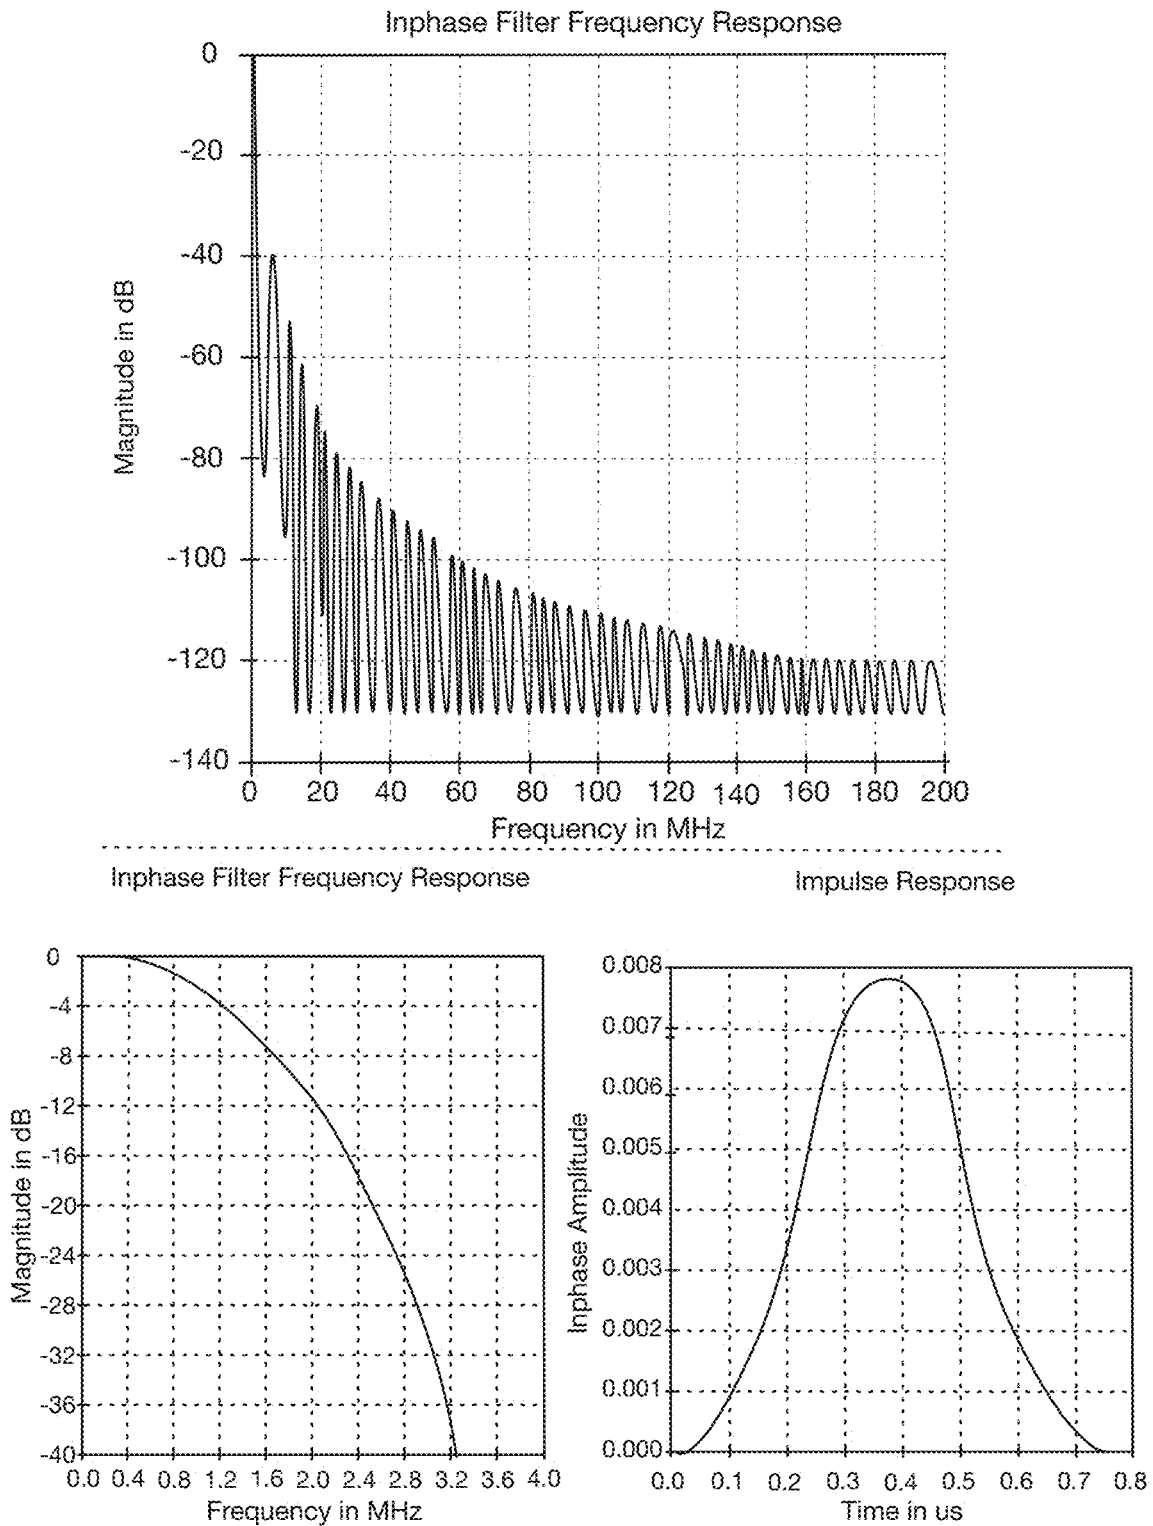 Inphase Filter Frequency Response
0
-20
-40
-60
-80
-100
-120
-140
Magnitude in dB
0 20 40 60 80 100 120 140 160 180 200
Frequency in MHz
Inphase Filter Frequency Response
0
-4
-8
-12
-16
-20
-24
-28
-32
-36
-40
Magnitude in dB
0.0 0.4 0.8 1.2 1.6 2.0 2.4 2.8 3.2 3.6 4.0
Frequency in MHz
Impulse Response
0.008
0.007
0.006
0.005
0.004
0.003
0.002
0.001
0.000
Inphase Amplitude
0.0 0.1 0.2 0.3 0.4 0.5 0.6 0.7 0.8
Time in us